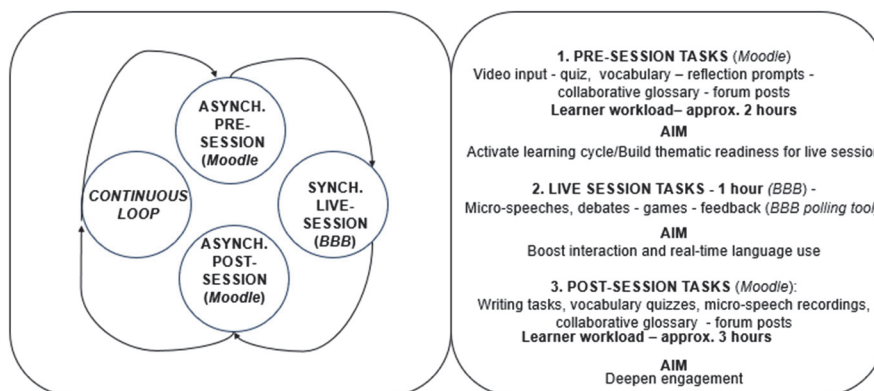 ASYNCH.
PRE-
SESSION
(Moodle
CONTINUOUS
LOOP
SYNCH.
LIVE-
SESSION
(BBB)
ASYNCH.
POST-
SESSION
(Moodle)
1. PRE-SESSION TASKS (Moodle)
Video input - quiz, vocabulary – reflection prompts -
collaborative glossary - forum posts
Learner workload– approx. 2 hours
AIM
Activate learning cycle/Build thematic readiness for live session
2. LIVE SESSION TASKS - 1 hour (BBB) -
Micro-speeches, debates - games - feedback (BBB polling tool
AIM
Boost interaction and real-time language use
3. POST-SESSION TASKS (Moodle):
Writing tasks, vocabulary quizzes, micro-speech recordings,
collaborative glossary - forum posts
Learner workload – approx. 3 hours
AIM
Deepen engagement